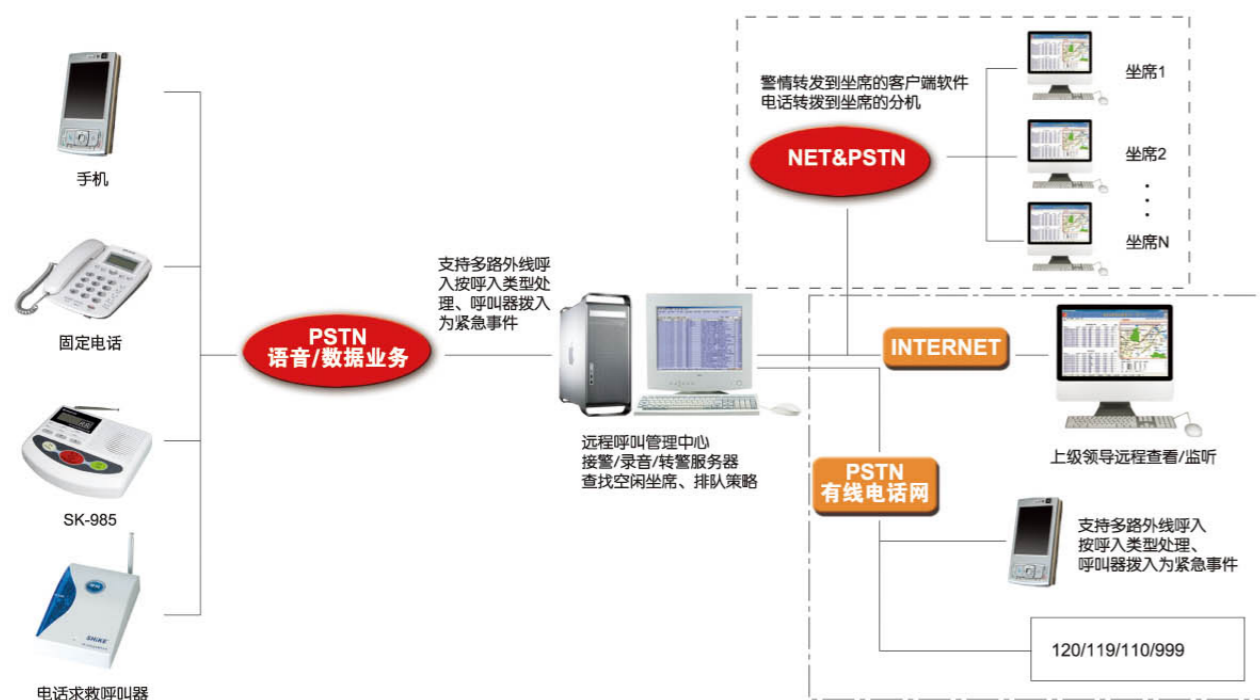 手机
固定电话
SK-985
电话求救呼叫器
PSTN
语音/数据业务
支持多路外线呼
入按呼入类型处
理、呼叫器拨入
为紧急事件
远程呼叫管理中心
接警/录音/转警服务器
查找空闲坐席、排队策略
警情转发到坐席的客户端软件
电话转拨到坐席的分机
NET&PSTN
坐席1
坐席2
坐席N
INTERNET
上级领导远程查看/监听
PSTN
有线电话网
支持多路外线呼入
按呼入类型处理、
呼叫器拨入为紧急事件
120/119/110/999